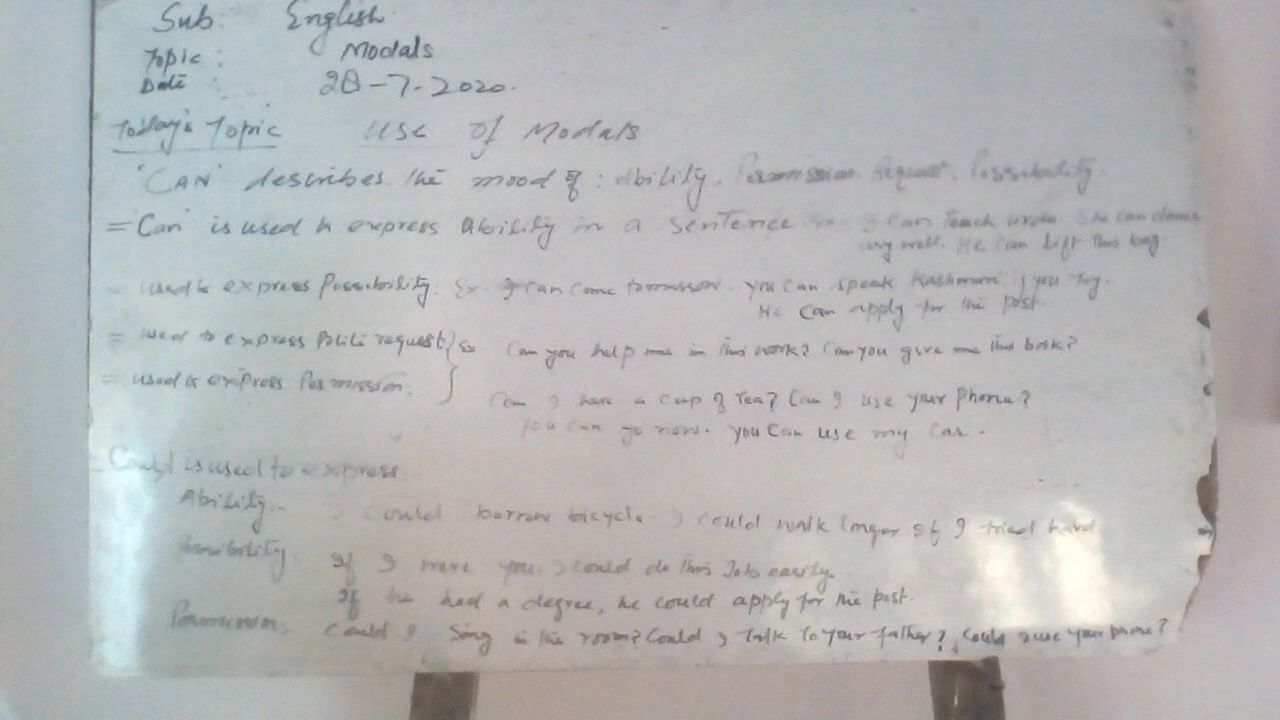 Sub: English
Topic: Modals
Date: 28-7-2020.
Today's Topic Use of Modals
'CAN' describes the mood of: Ability, Permission Request, Possibility.
= 'Can' is used to express Ability in a sentence I can teach She can dance
very well. He can lift this bag
= used to express Possibility. Ex I can come tomorrow. you can speak Kashmiri if you try.
He can apply for the post
= used to express Polite request } Ex Can you help me in this work? Can you give me this book?
= used to express Permission.
Can I have a cup of Tea? Can I use your Phone?
You can go now. you Can use my Car.
= Could is used to express
Ability.. I could borrow bicycle. I could walk longer if I tried hard
Possibility. If I were you I could do this Job easily.
If he had a degree, he could apply for the post.
Permission. Could I Sing in the room? Could I Talk To your father? Could I use your phone?